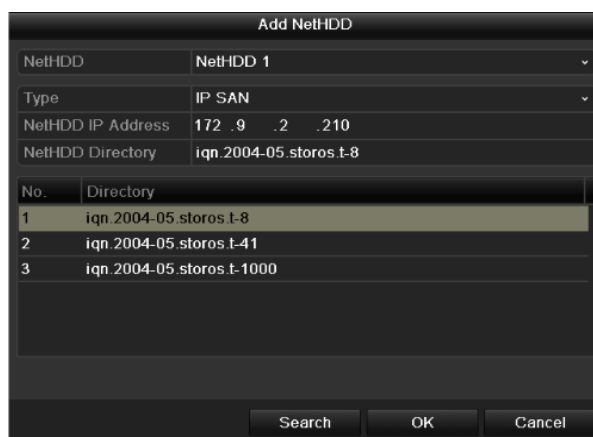 Add NetHDD
NetHDD NetHDD 1
Type IP SAN
NetHDD IP Address 172 .9 .2 .210
NetHDD Directory iqn.2004-05.storos.t-8
No. Directory
1 iqn.2004-05.storos.t-8
2 iqn.2004-05.storos.t-41
3 iqn.2004-05.storos.t-1000
Search OK Cancel